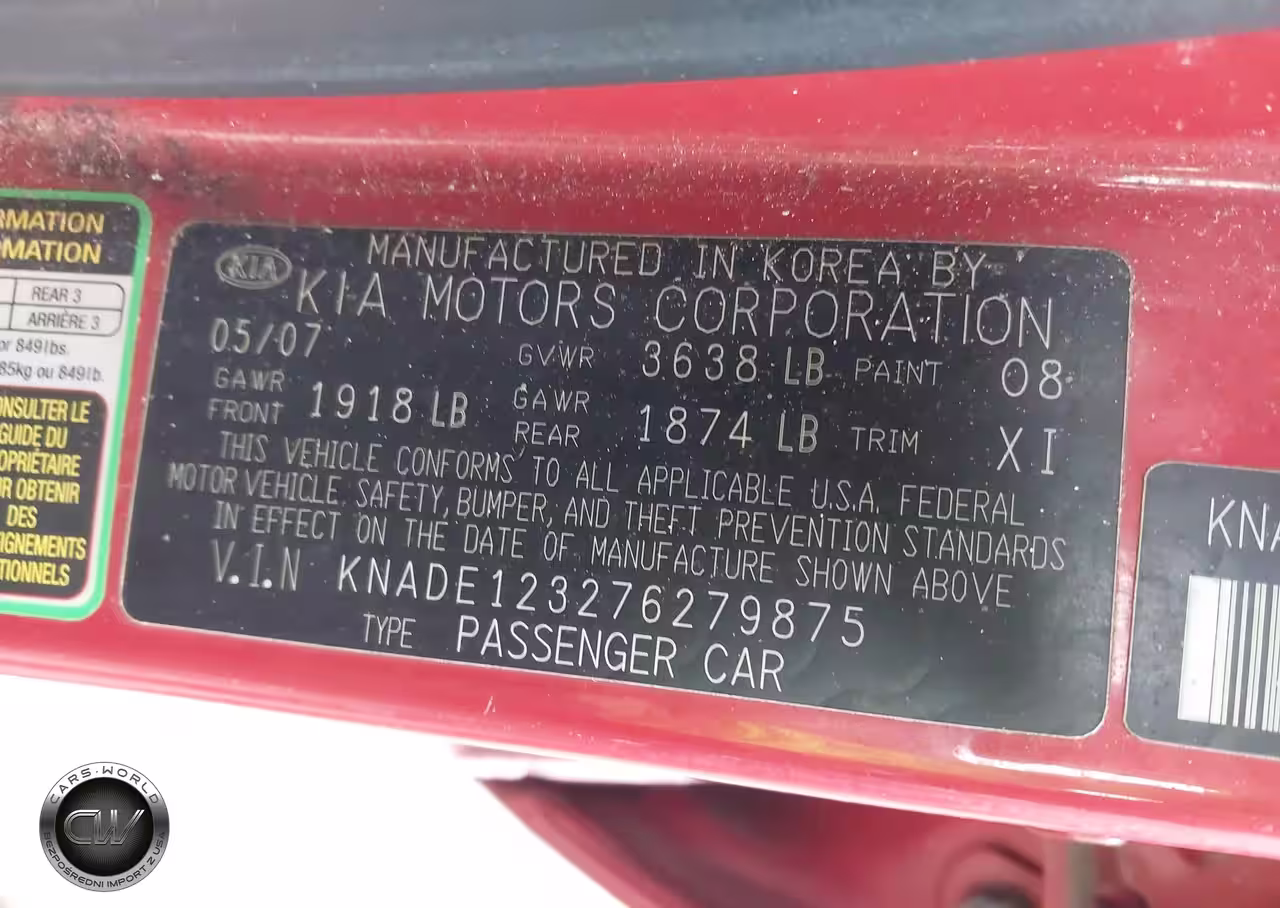 RMATION
RMATION
REAR 3
ARRIÈRE 3
or 849lbs.
85kg ou 849lb.
ONSULTER LE
GUIDE DU
OPRIÉTAIRE
R OBTENIR
DES
IGNEMENTS
TIONNELS
KIA
MANUFACTURED IN KOREA BY
KIA MOTORS CORPORATION
05/07 GVWR 3638 LB PAINT 08
GAWR FRONT 1918 LB GAWR REAR 1874 LB TRIM XI
THIS VEHICLE CONFORMS TO ALL APPLICABLE U.S.A. FEDERAL
MOTOR VEHICLE SAFETY, BUMPER, AND THEFT PREVENTION STANDARDS
IN EFFECT ON THE DATE OF MANUFACTURE SHOWN ABOVE
V.I.N KNADE123276279875
TYPE PASSENGER CAR
KNA
CARS-WORLD
CW
BEZPOŚREDNI IMPORT Z USA